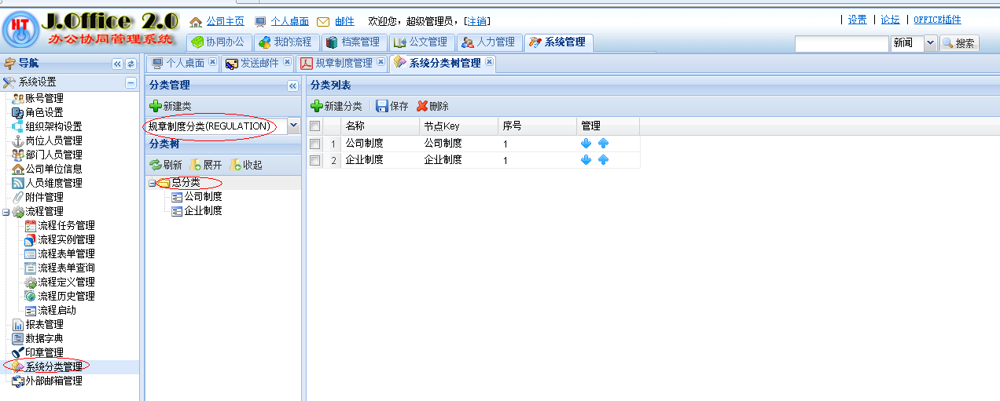 HT J.Office 2.0
办公协同管理系统
公司主页 个人桌面 邮件 欢迎您，超级管理员，[注销]
| 设置 | 论坛 | OFFICE插件
协同办公 我的流程 档案管理 公文管理 人力管理 系统管理
新闻 搜索
导航
个人桌面 发送邮件 规章制度管理 系统分类树管理
系统设置
账号管理
角色设置
组织架构设置
岗位人员管理
部门人员管理
公司单位信息
人员维度管理
附件管理
流程管理
流程任务管理
流程实例管理
流程表单管理
流程表单查询
流程定义管理
流程历史管理
流程启动
报表管理
数据字典
印章管理
系统分类管理
外部邮箱管理
分类管理
新建类
规章制度分类(REGULATION)
分类树
刷新 展开 收起
总分类
公司制度
企业制度
分类列表
新建分类 保存 删除
名称 节点Key 序号 管理
1 公司制度 公司制度 1
2 企业制度 企业制度 1